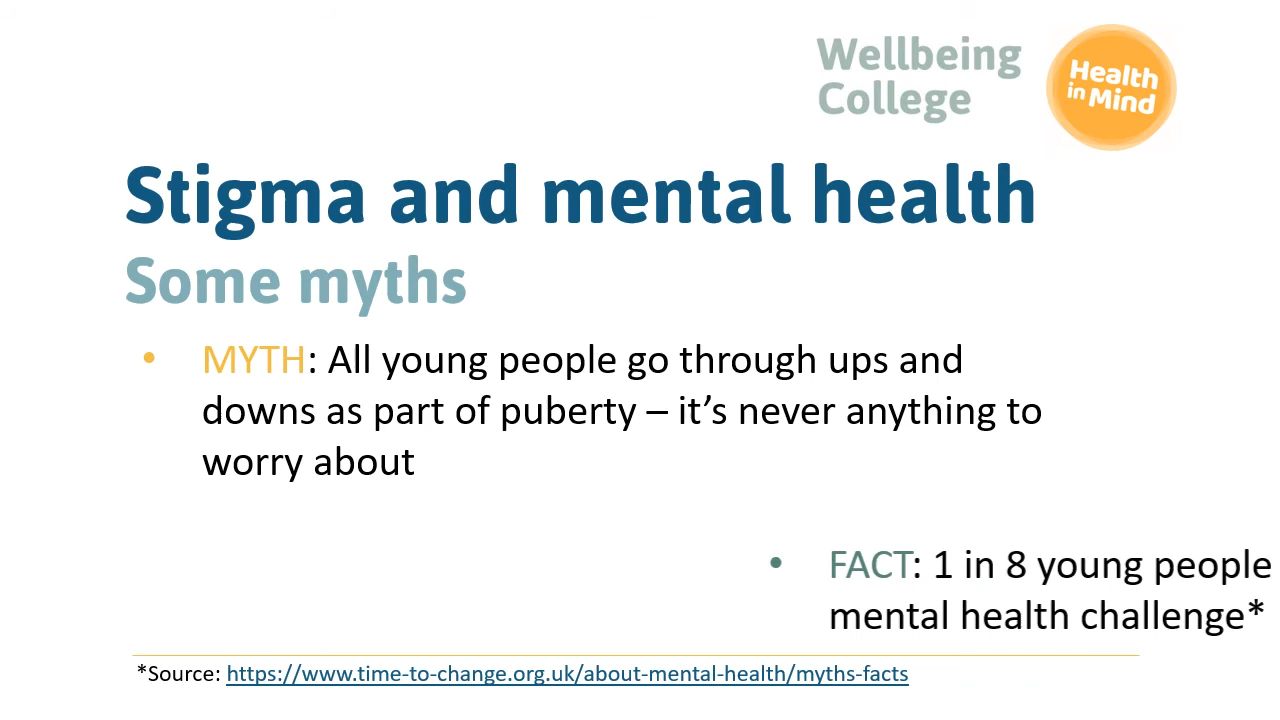 Wellbeing
College
Health
in Mind
Stigma and mental health
Some myths
• MYTH: All young people go through ups and
downs as part of puberty – it’s never anything to
worry about
• FACT: 1 in 8 young people
mental health challenge*
*Source: https://www.time-to-change.org.uk/about-mental-health/myths-facts